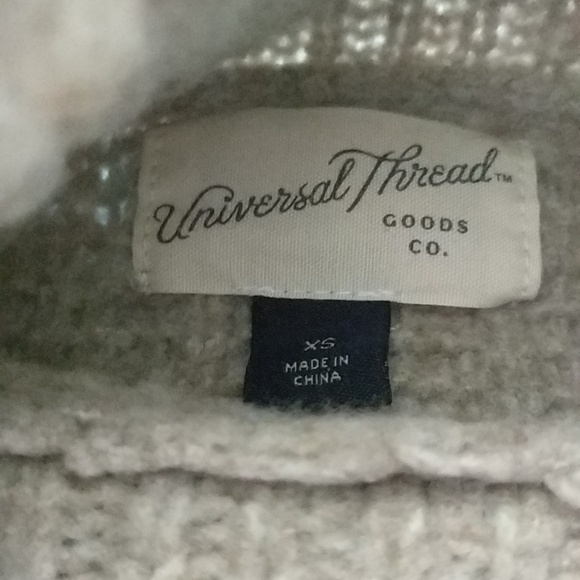 Universal Thread™
GOODS
CO.
XS
MADE IN
CHINA